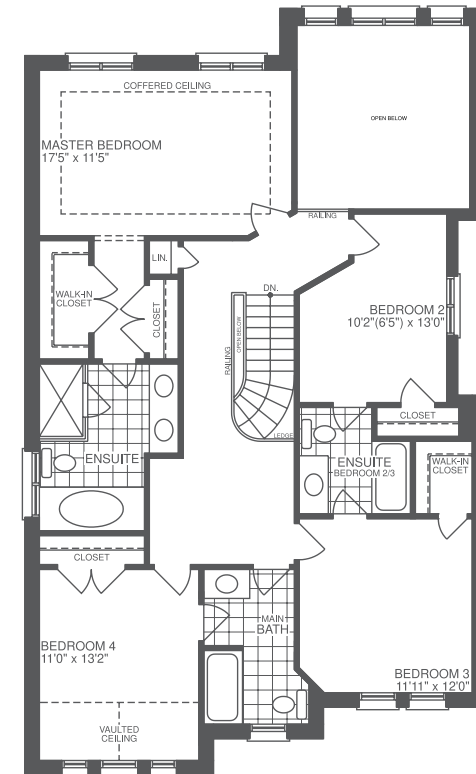 COFFERED CEILING
MASTER BEDROOM
17'5" x 11'5"
OPEN BELOW
RAILING
LIN.
WALK-IN
CLOSET
CLOSET
DN.
RAILING
OPEN BELOW
LEDGE
BEDROOM 2
10'2"(6'5") x 13'0"
CLOSET
ENSUITE
ENSUITE
BEDROOM 2/3
WALK-IN
CLOSET
CLOSET
MAIN
BATH
BEDROOM 4
11'0" x 13'2"
BEDROOM 3
11'11" x 12'0"
VAULTED
CEILING